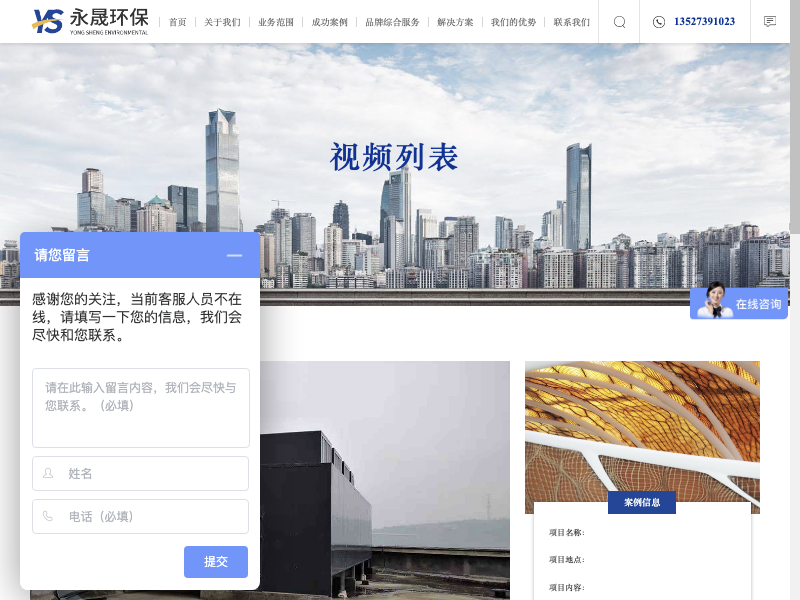 永晟环保
YONG SHENG ENVIRONMENTAL
首页
关于我们
业务范围
成功案例
品牌综合服务
解决方案
我们的优势
联系我们
13527391023
视频列表
请您留言
感谢您的关注，当前客服人员不在
线，请填写一下您的信息，我们会
尽快和您联系。
请在此输入留言内容，我们会尽快与
您联系。（必填）
姓名
电话（必填）
提交
在线咨询
案例信息
项目名称：
项目地点：
项目内容：